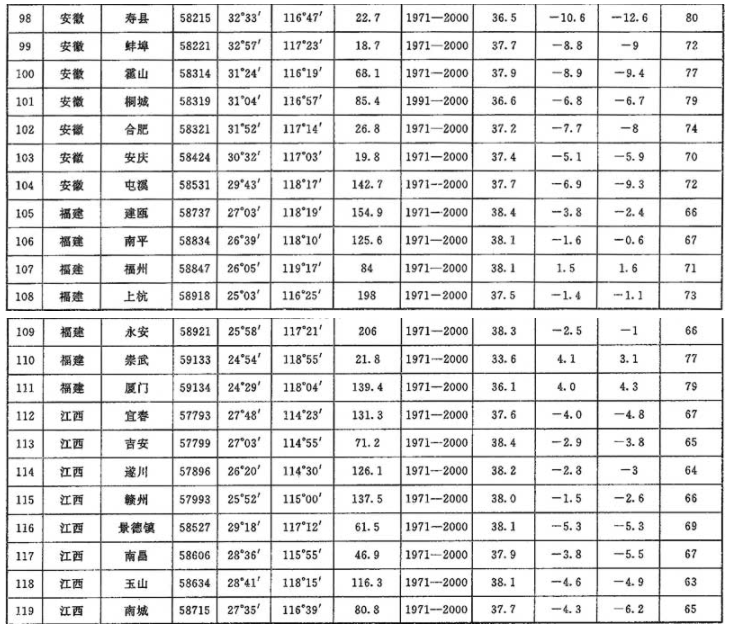 98 安徽 寿县 58215 32°33′ 116°47′ 22.7 1971—2000 36.5 −10.6 −12.6 80
99 安徽 蚌埠 58221 32°57′ 117°23′ 18.7 1971—2000 37.7 −8.8 −9 72
100 安徽 霍山 58314 31°24′ 116°19′ 68.1 1971—2000 37.9 −8.9 −9.4 77
101 安徽 桐城 58319 31°04′ 116°57′ 85.4 1991—2000 36.6 −6.8 −6.7 79
102 安徽 合肥 58321 31°52′ 117°14′ 26.8 1971—2000 37.2 −7.7 −8 74
103 安徽 安庆 58424 30°32′ 117°03′ 19.8 1971—2000 37.4 −5.1 −5.9 70
104 安徽 屯溪 58531 29°43′ 118°17′ 142.7 1971—2000 37.7 −6.9 −9.3 72
105 福建 建瓯 58737 27°03′ 118°19′ 154.9 1971—2000 38.4 −3.8 −2.4 66
106 福建 南平 58834 26°39′ 118°10′ 125.6 1971—2000 38.1 −1.6 −0.6 67
107 福建 福州 58847 26°05′ 119°17′ 84 1971—2000 38.1 1.5 1.6 71
108 福建 上杭 58918 25°03′ 116°25′ 198 1971—2000 37.5 −1.4 −1.1 73
109 福建 永安 58921 25°58′ 117°21′ 206 1971—2000 38.3 −2.5 −1 66
110 福建 崇武 59133 24°54′ 118°55′ 21.8 1971—2000 33.6 4.1 3.1 77
111 福建 厦门 59134 24°29′ 118°04′ 139.4 1971—2000 36.1 4.0 4.3 79
112 江西 宜春 57793 27°48′ 114°23′ 131.3 1971—2000 37.6 −4.0 −4.8 67
113 江西 吉安 57799 27°03′ 114°55′ 71.2 1971—2000 38.4 −2.9 −3.8 65
114 江西 遂川 57896 26°20′ 114°30′ 126.1 1971—2000 38.2 −2.8 −3 64
115 江西 赣州 57993 25°52′ 115°00′ 137.5 1971—2000 38.0 −1.5 −2.6 66
116 江西 景德镇 58527 29°18′ 117°12′ 61.5 1971—2000 38.1 −5.3 −5.3 69
117 江西 南昌 58606 28°36′ 115°55′ 46.9 1971—2000 37.9 −3.8 −5.5 67
118 江西 玉山 58634 28°41′ 118°15′ 116.3 1971—2000 38.1 −4.6 −4.9 63
119 江西 南城 58715 27°35′ 116°39′ 80.8 1971—2000 37.7 −4.3 −6.2 65